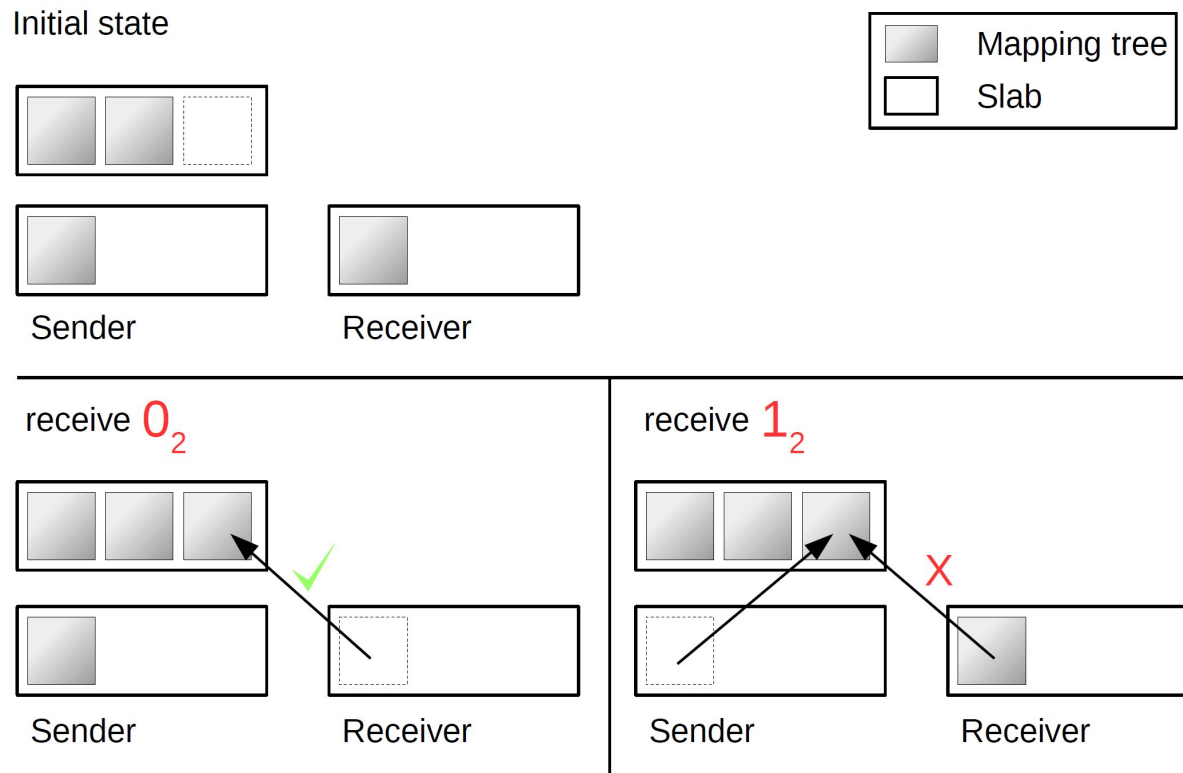 Initial state
Mapping tree
Slab
Sender
Receiver
receive 0₂
receive 1₂
X
Sender
Receiver
Sender
Receiver